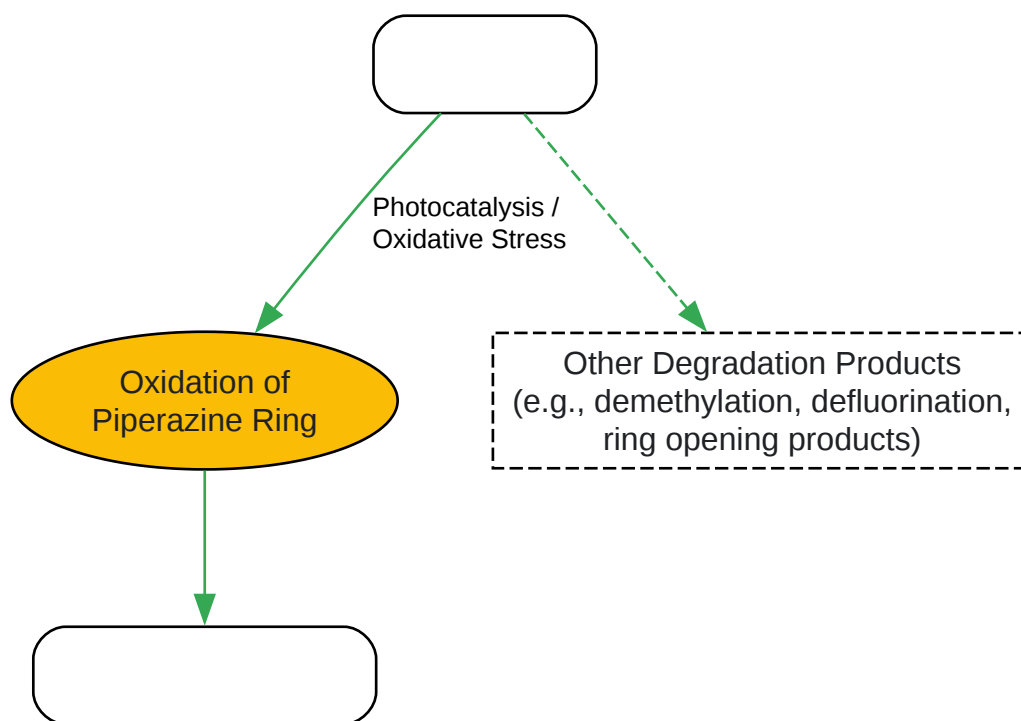 Photocatalysis /
Oxidative Stress
Oxidation of
Piperazine Ring
Other Degradation Products
(e.g., demethylation, defluorination,
ring opening products)